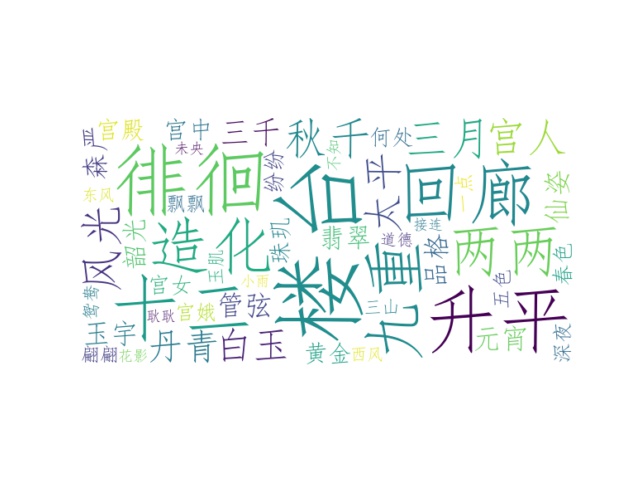 宫殿 宫中 三千 秋千 何处 三月 宫人
森严 未央 徘徊 纷纷 楼台 不知 太平 回廊 一点 仙姿
东风 飘飘
风光 韶光 造化 珠玑 翡翠 九重 道德 接连 品格 两两 春色
玉肌 小雨
鸳鸯 十二 宫女 五色
耿耿 宫娥 管弦 三山 升平
玉宇 丹青 白玉 元宵
翩翩 花影 黄金 西风 深夜